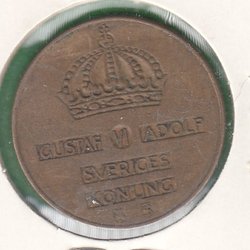 GUSTAF VI ADOLF
SVERIGES
KONUNG